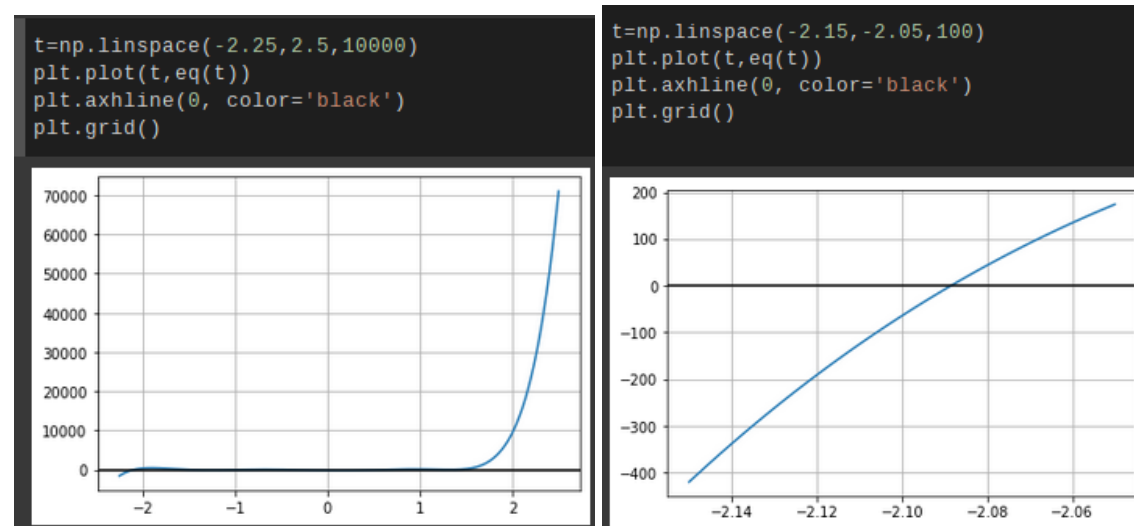 t=np.linspace(-2.25,2.5,10000)
plt.plot(t,eq(t))
plt.axhline(0, color='black')
plt.grid()
70000
60000
50000
40000
30000
20000
10000
0
−2 −1 0 1 2
t=np.linspace(-2.15,-2.05,100)
plt.plot(t,eq(t))
plt.axhline(0, color='black')
plt.grid()
200
100
0
−100
−200
−300
−400
−2.14 −2.12 −2.10 −2.08 −2.06